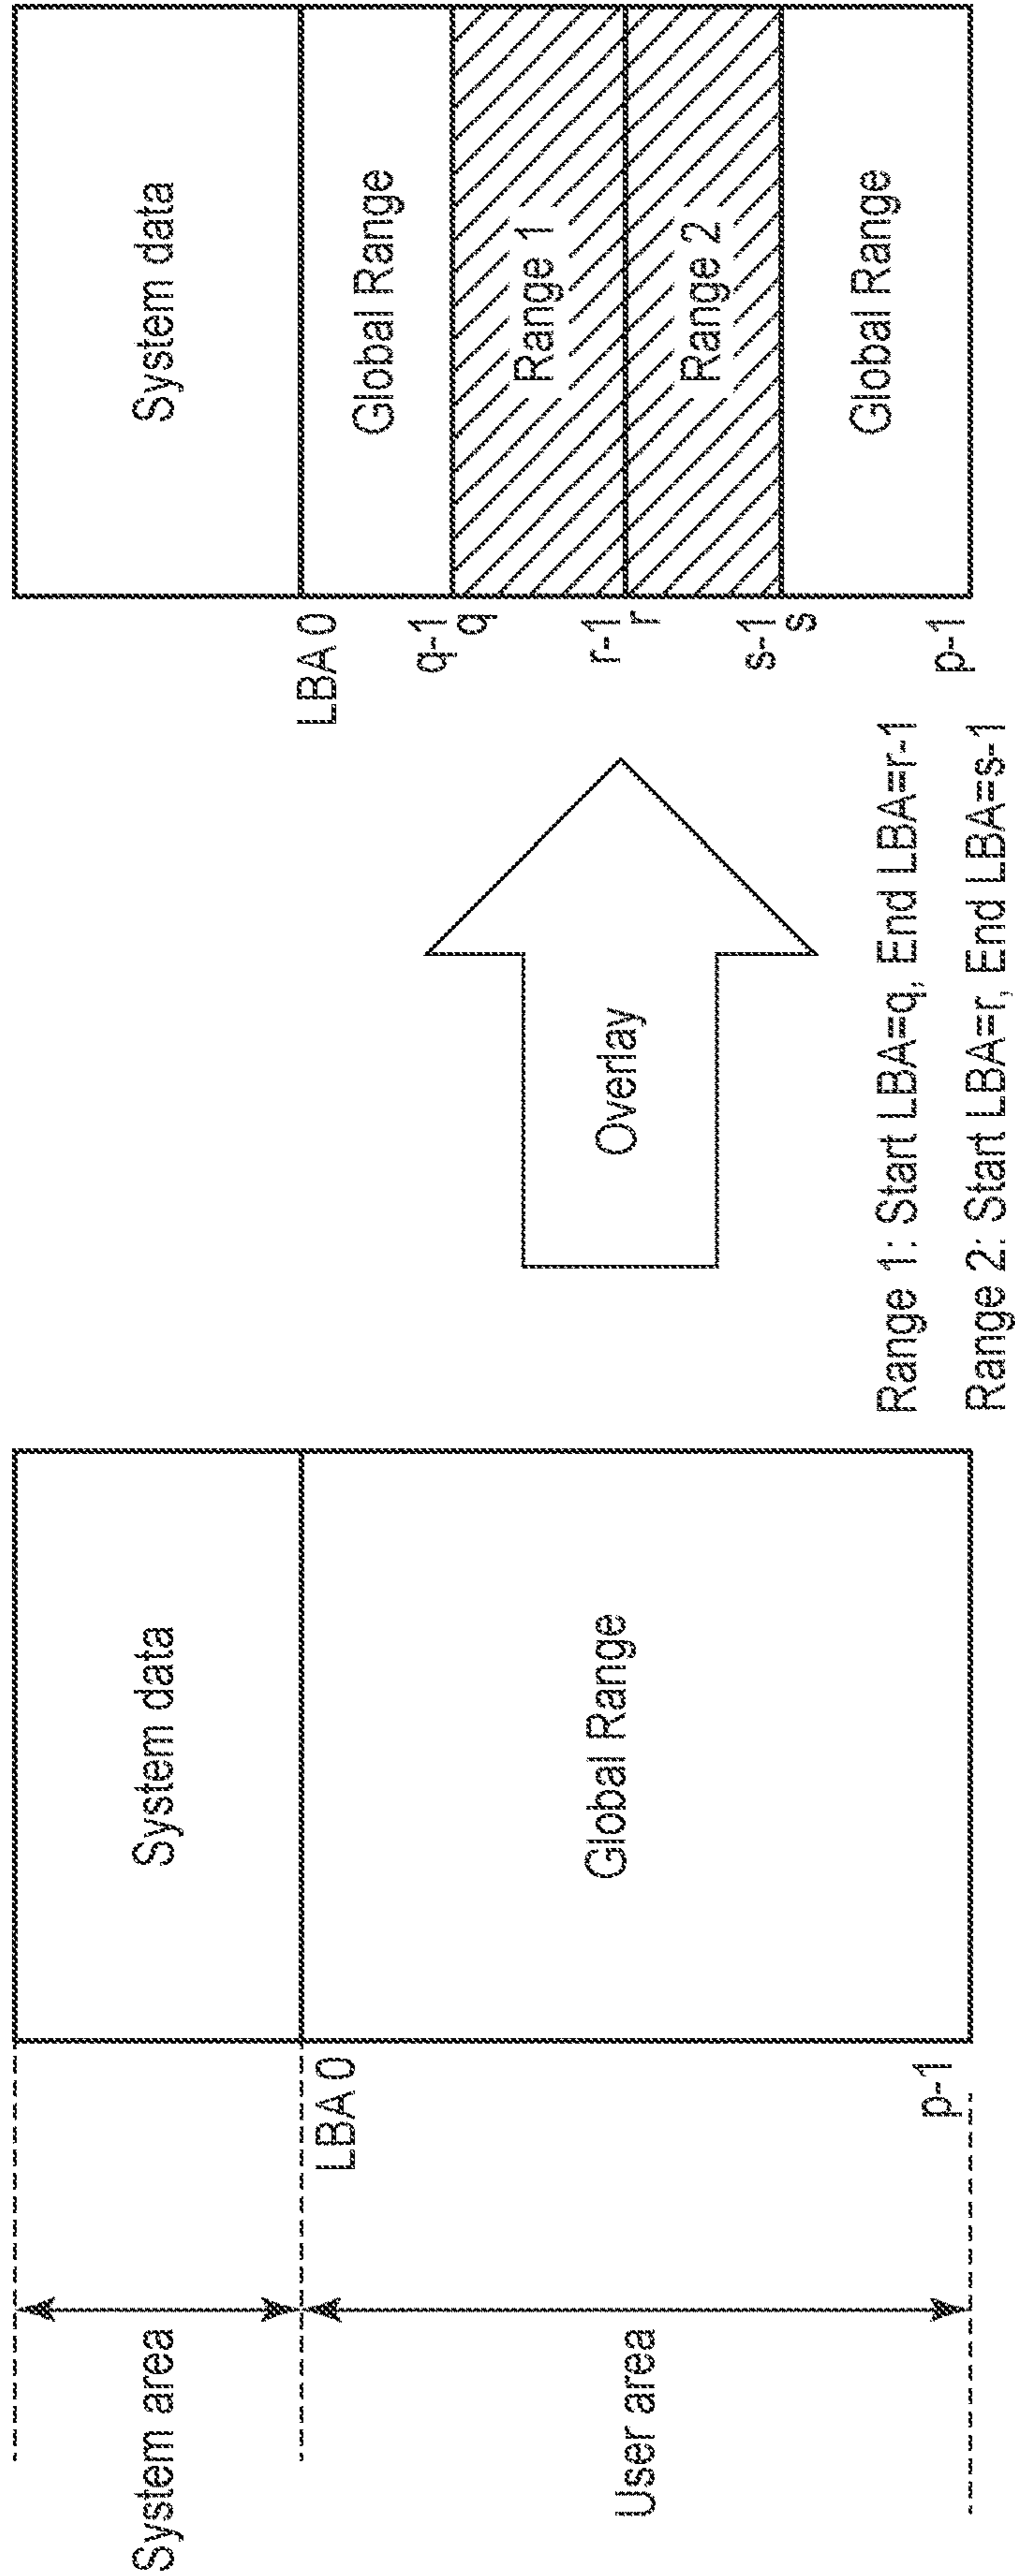 System area
User area
LBA 0
p-1
System data
Global Range
Overlay
Range 1: Start LBA=q, End LBA=r-1
Range 2: Start LBA=r, End LBA=s-1
LBA 0
q-1
q
r-1
r
s-1
s
p-1
System data
Global Range
Range 1
Range 2
Global Range